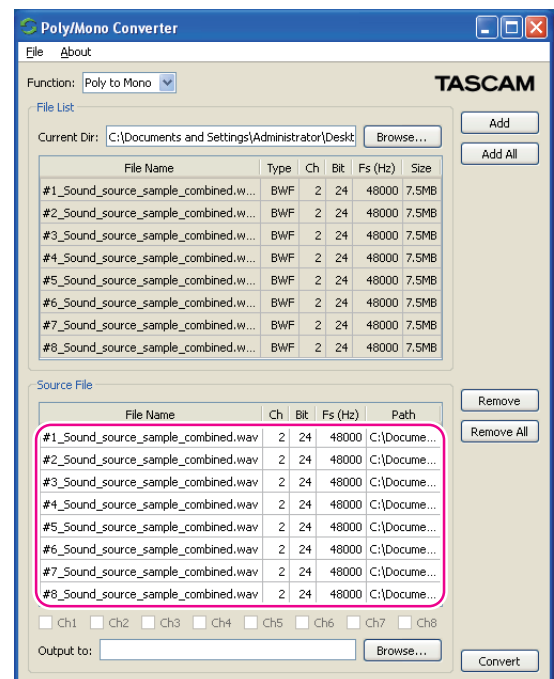 Poly/Mono Converter
File About
Function: Poly to Mono
TASCAM
File List
Current Dir: C:\Documents and Settings\Administrator\Deskt Browse... Add
Add All
File Name Type Ch Bit Fs (Hz) Size
#1_Sound_source_sample_combined.w... BWF 2 24 48000 7.5MB
#2_Sound_source_sample_combined.w... BWF 2 24 48000 7.5MB
#3_Sound_source_sample_combined.w... BWF 2 24 48000 7.5MB
#4_Sound_source_sample_combined.w... BWF 2 24 48000 7.5MB
#5_Sound_source_sample_combined.w... BWF 2 24 48000 7.5MB
#6_Sound_source_sample_combined.w... BWF 2 24 48000 7.5MB
#7_Sound_source_sample_combined.w... BWF 2 24 48000 7.5MB
#8_Sound_source_sample_combined.w... BWF 2 24 48000 7.5MB
Source File
Remove
Remove All
File Name Ch Bit Fs (Hz) Path
#1_Sound_source_sample_combined.wav 2 24 48000 C:\Docume...
#2_Sound_source_sample_combined.wav 2 24 48000 C:\Docume...
#3_Sound_source_sample_combined.wav 2 24 48000 C:\Docume...
#4_Sound_source_sample_combined.wav 2 24 48000 C:\Docume...
#5_Sound_source_sample_combined.wav 2 24 48000 C:\Docume...
#6_Sound_source_sample_combined.wav 2 24 48000 C:\Docume...
#7_Sound_source_sample_combined.wav 2 24 48000 C:\Docume...
#8_Sound_source_sample_combined.wav 2 24 48000 C:\Docume...
Ch1 Ch2 Ch3 Ch4 Ch5 Ch6 Ch7 Ch8
Output to: Browse... Convert